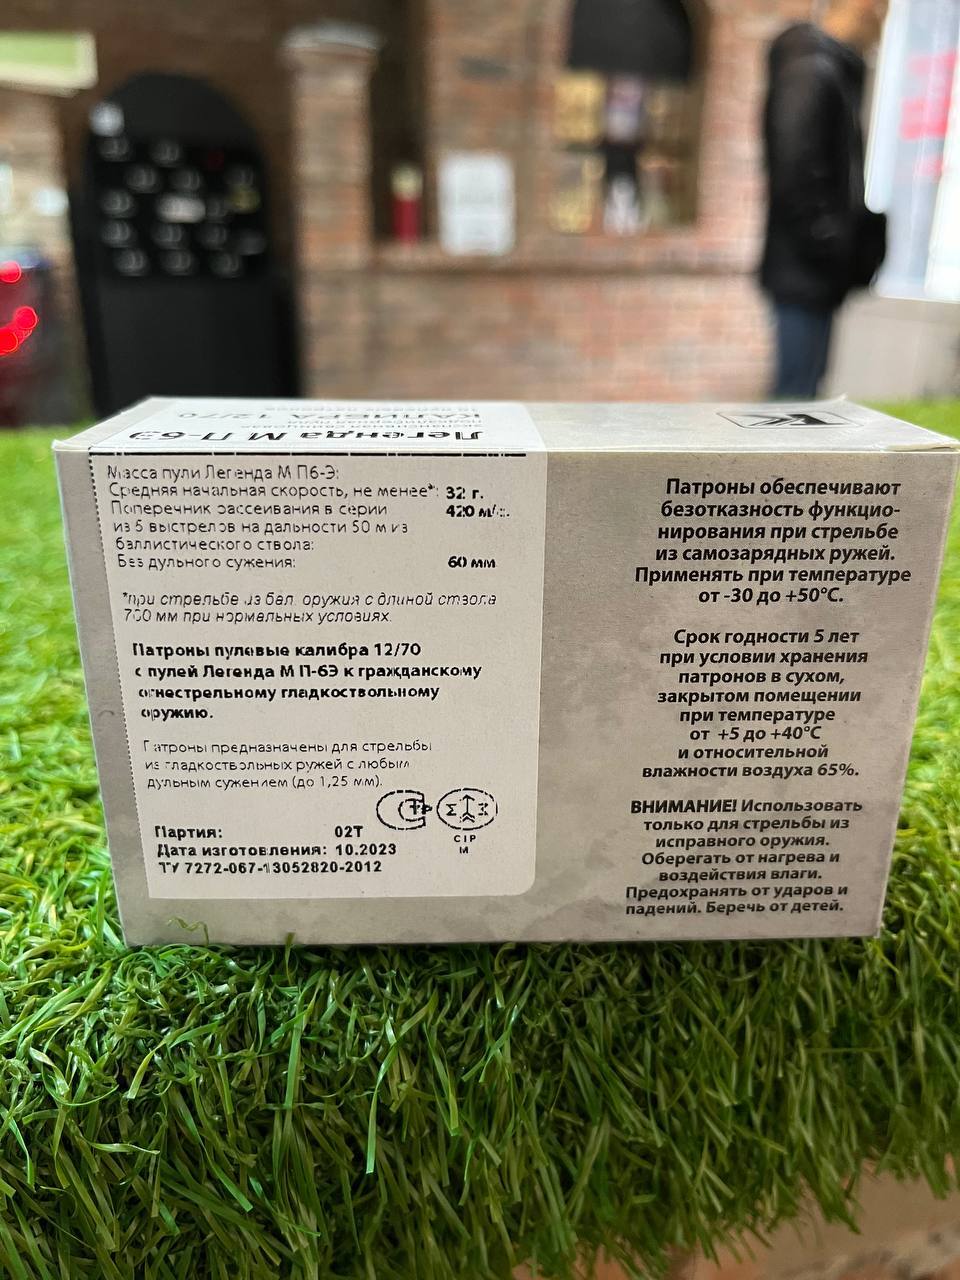 Легенда М П-6Э
КАЛИБРА 12/70
Масса пули Легенда М П6-Э:
Средняя начальная скорость, не менее*: 32 г.
Поперечник рассеивания в серии 420 м/с.
из 5 выстрелов на дальности 50 м из
баллистического ствола:
Без дульного сужения: 60 мм
*при стрельбе из бал. оружия с длиной ствола
700 мм при нормальных условиях.
Патроны пулевые калибра 12/70
с пулей Легенда М П-6Э к гражданскому
огнестрельному гладкоствольному
оружию.
Патроны предназначены для стрельбы
из гладкоствольных ружей с любым
дульным сужением (до 1,25 мм).
CIP
М
Партия: 02Т
Дата изготовления: 10.2023
ТУ 7272-067-13052820-2012
Патроны обеспечивают
безотказность функцио-
нирования при стрельбе
из самозарядных ружей.
Применять при температуре
от -30 до +50°С.
Срок годности 5 лет
при условии хранения
патронов в сухом,
закрытом помещении
при температуре
от +5 до +40°С
и относительной
влажности воздуха 65%.
ВНИМАНИЕ! Использовать
только для стрельбы из
исправного оружия.
Оберегать от нагрева и
воздействия влаги.
Предохранять от ударов и
падений. Беречь от детей.